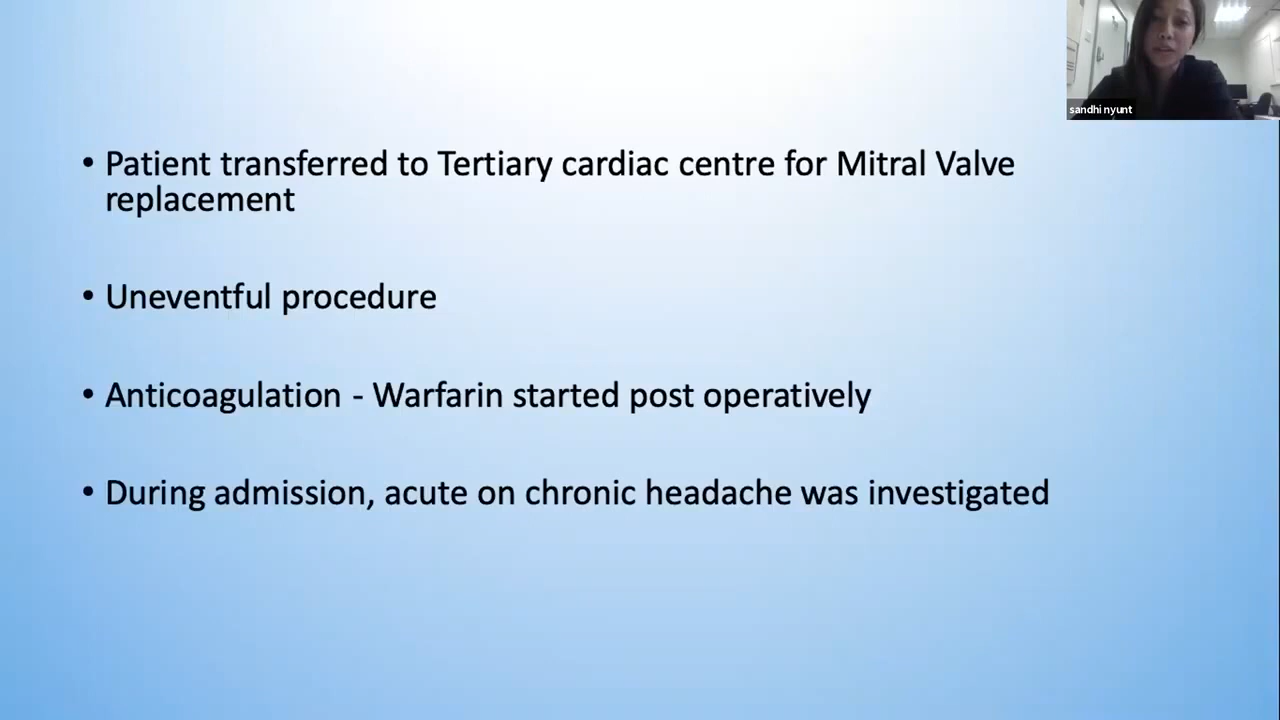 sandhi nyunt
• Patient transferred to Tertiary cardiac centre for Mitral Valve
replacement
• Uneventful procedure
• Anticoagulation - Warfarin started post operatively
• During admission, acute on chronic headache was investigated